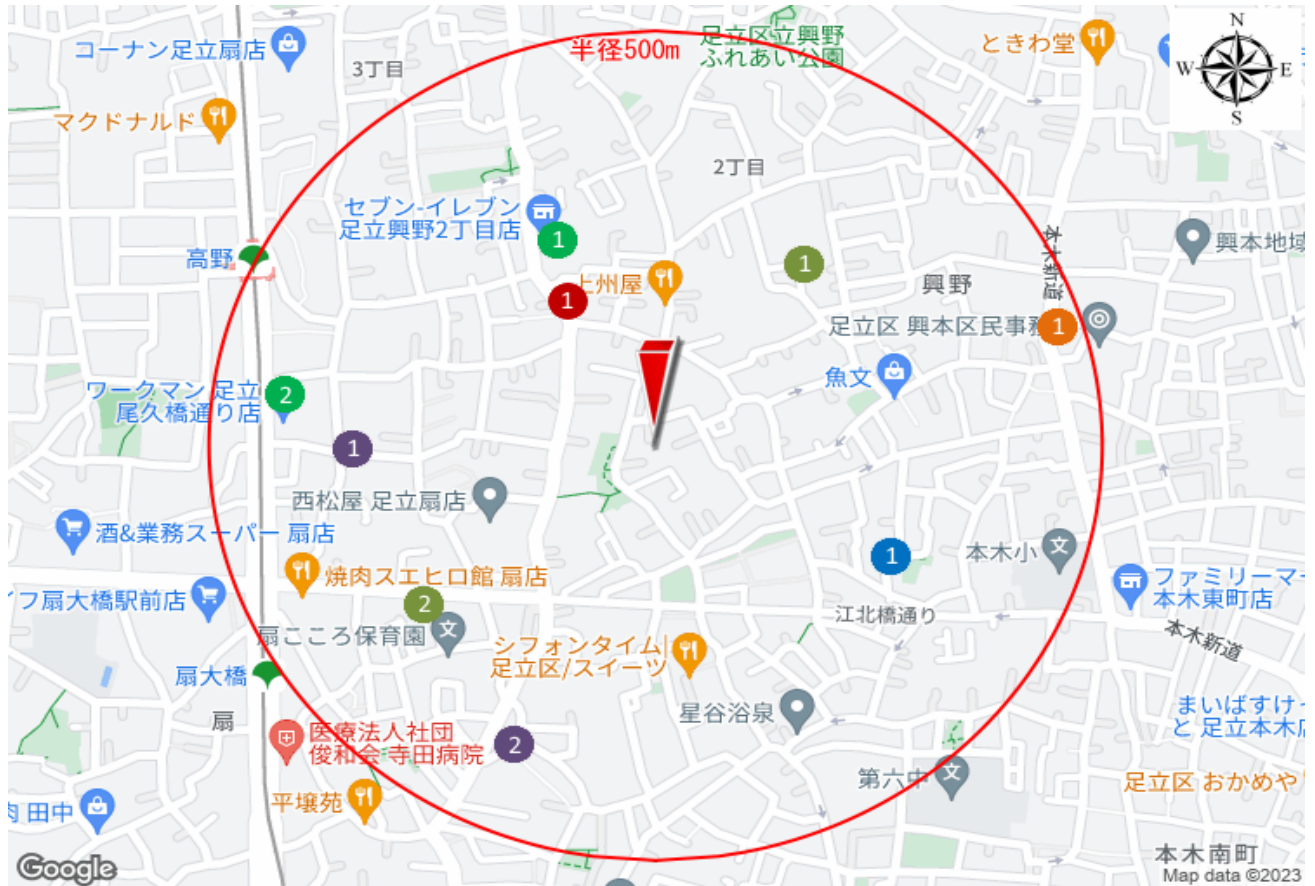 コーナン足立扇店
3丁目
半径500m
足立区立興野
ふれあい公園
ときわ堂
N
W
E
S
マクドナルド
2丁目
セブン-イレブン
足立興野2丁目店
1
高野
上州屋
1
1
興野
本木新道
興本地域
足立区 興本区民事務
1
ワークマン 足立
尾久橋通り店
2
魚文
1
西松屋 足立扇店
酒&業務スーパー 扇店
焼肉スエヒロ館 扇店
1
本木小
ファミリーマー
本木東町店
イフ扇大橋駅前店
2
扇こころ保育園
江北橋通り
本木新道
シフォンタイム|
足立区/スイーツ
扇大橋
扇
星谷浴泉
まいばすけっ
と 足立本木店
医療法人社団
俊和会 寺田病院
2
第六中
足立区 おかめや
平壌苑
肉 田中
本木南町
Google
Map data ©2023